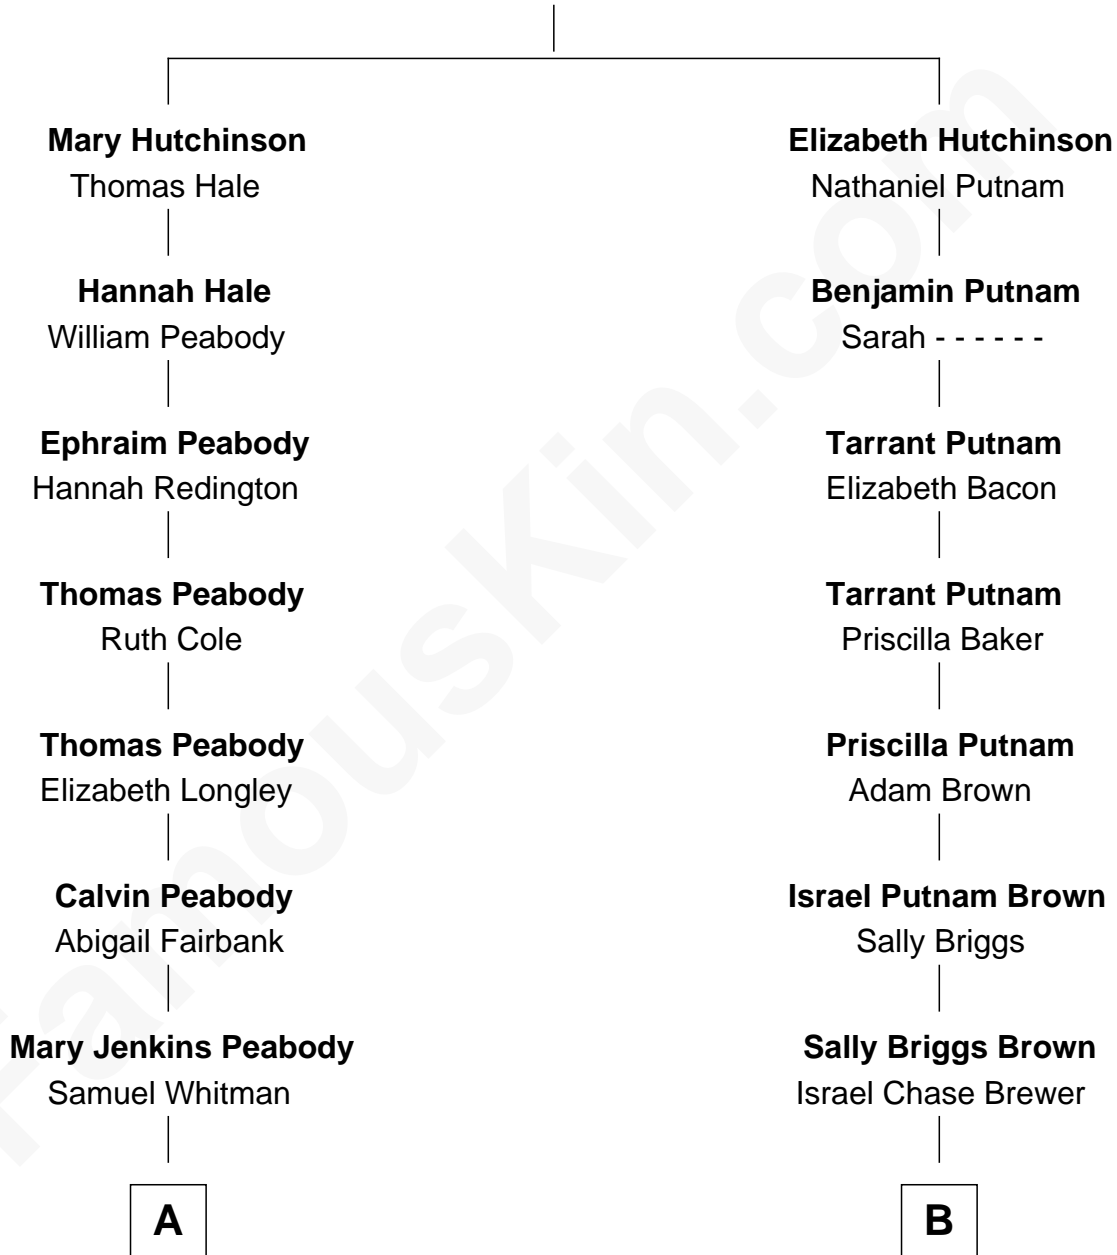 Mary Hutchinson
Thomas Hale
Hannah Hale
William Peabody
Ephraim Peabody
Hannah Redington
Thomas Peabody
Ruth Cole
Thomas Peabody
Elizabeth Longley
Calvin Peabody
Abigail Fairbank
Mary Jenkins Peabody
Samuel Whitman
A
Elizabeth Hutchinson
Nathaniel Putnam
Benjamin Putnam
Sarah - - - - - -
Tarrant Putnam
Elizabeth Bacon
Tarrant Putnam
Priscilla Baker
Priscilla Putnam
Adam Brown
Israel Putnam Brown
Sally Briggs
Sally Briggs Brown
Israel Chase Brewer
B
FamousKin.com